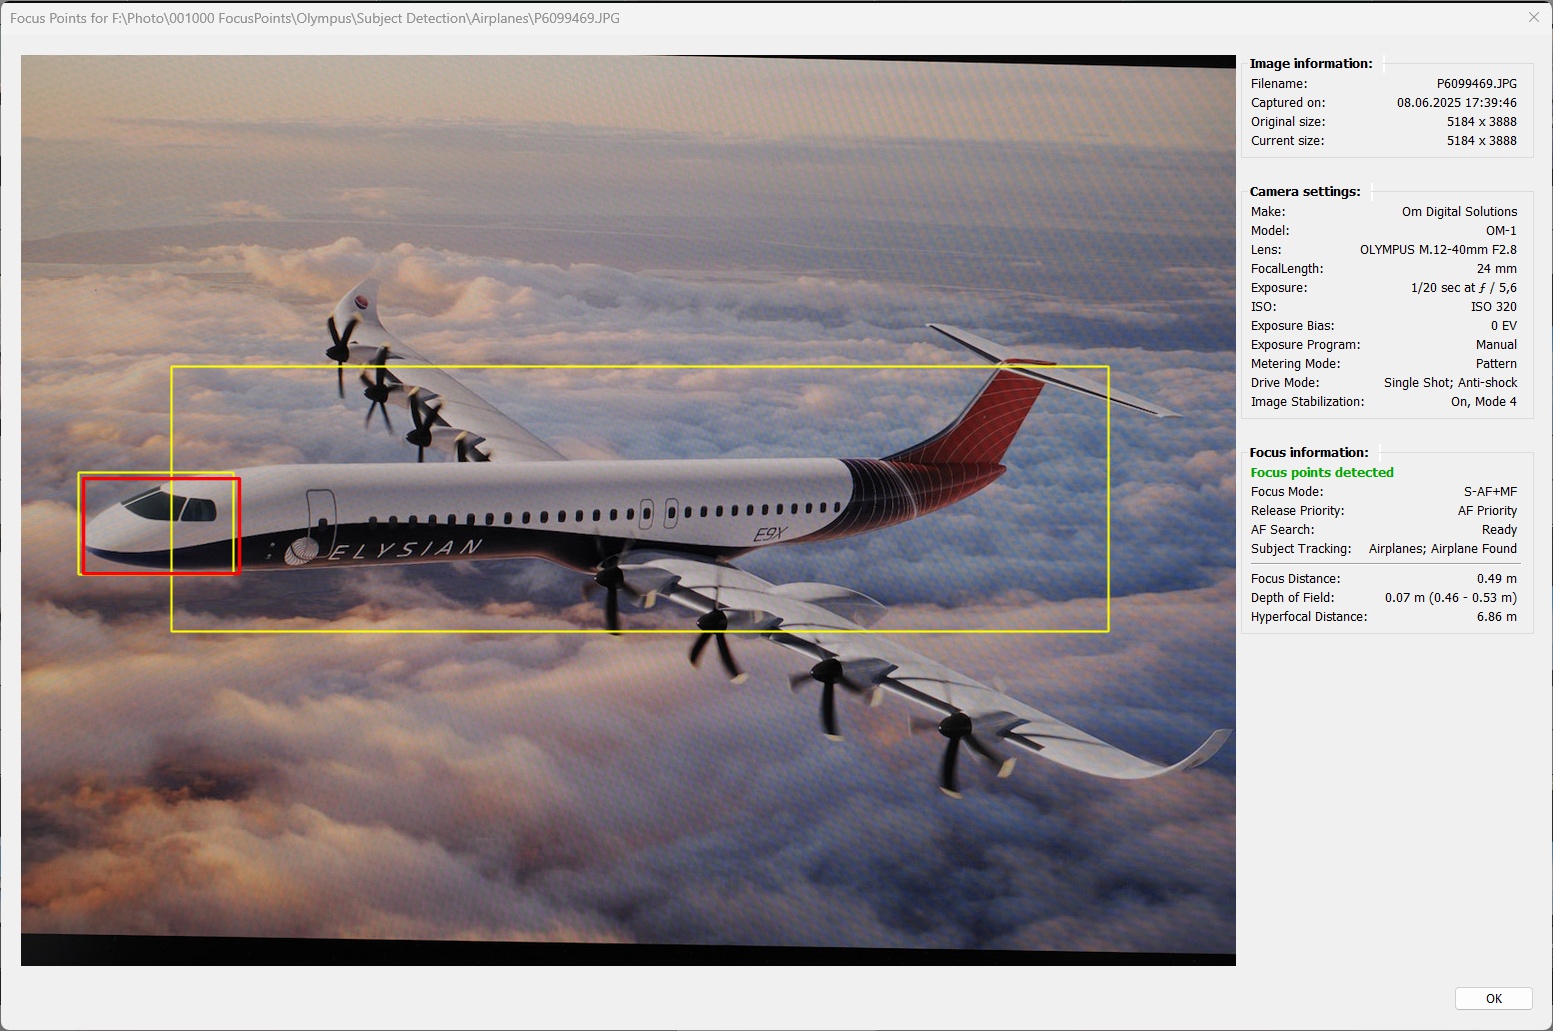 Focus Points for F:\Photo\001000 FocusPoints\Olympus\Subject Detection\Airplanes\P6099469.JPG
Image information:
Filename: P6099469.JPG
Captured on: 08.06.2025 17:39:46
Original size: 5184 x 3888
Current size: 5184 x 3888
Camera settings:
Make: Om Digital Solutions
Model: OM-1
Lens: OLYMPUS M.12-40mm F2.8
FocalLength: 24 mm
Exposure: 1/20 sec at ƒ / 5,6
ISO: ISO 320
Exposure Bias: 0 EV
Exposure Program: Manual
Metering Mode: Pattern
Drive Mode: Single Shot; Anti-shock
Image Stabilization: On, Mode 4
Focus information:
Focus points detected
Focus Mode: S-AF+MF
Release Priority: AF Priority
AF Search: Ready
Subject Tracking: Airplanes; Airplane Found
Focus Distance: 0.49 m
Depth of Field: 0.07 m (0.46 - 0.53 m)
Hyperfocal Distance: 6.86 m
E9X
ELYSIAN
OK